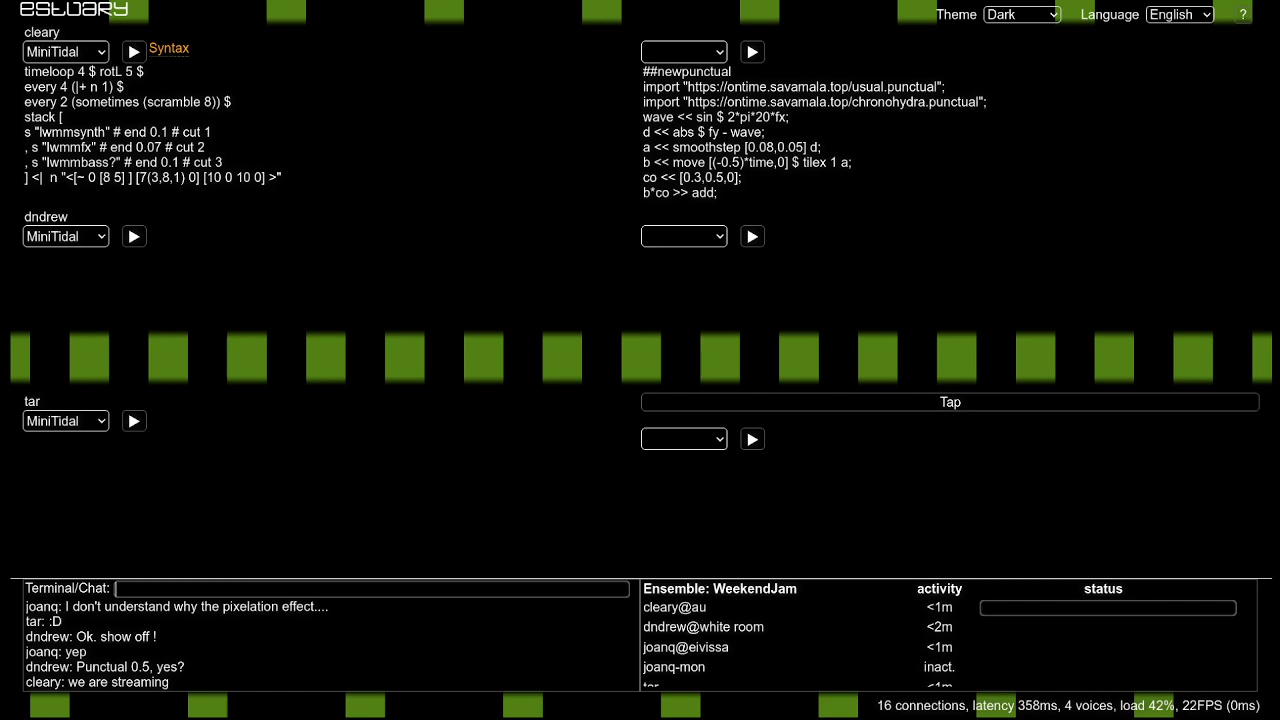 estuary
Theme Dark Language English ?
cleary
MiniTidal ▶ Syntax
timeloop 4 $ rotL 5 $
every 4 (|+ n 1) $
every 2 (sometimes (scramble 8)) $
stack [
s "lwmmsynth" # end 0.1 # cut 1
, s "lwmmfx" # end 0.07 # cut 2
, s "lwmmbass?" # end 0.1 # cut 3
] <| n "<[~ 0 [8 5] ] [7(3,8,1) 0] [10 0 10 0] >"
▶
##newpunctual
import "https://ontime.savamala.top/usual.punctual";
import "https://ontime.savamala.top/chronohydra.punctual";
wave << sin $ 2*pi*20*fx;
d << abs $ fy - wave;
a << smoothstep [0.08,0.05] d;
b << move [(-0.5)*time,0] $ tilex 1 a;
co << [0.3,0.5,0];
b*co >> add;
dndrew
MiniTidal ▶
▶
tar
MiniTidal ▶
Tap
▶
Terminal/Chat:
joanq: I don't understand why the pixelation effect....
tar: :D
dndrew: Ok. show off !
joanq: yep
dndrew: Punctual 0.5, yes?
cleary: we are streaming
Ensemble: WeekendJam activity status
cleary@au <1m
dndrew@white room <2m
joanq@eivissa <1m
joanq-mon inact.
tar <1m
16 connections, latency 358ms, 4 voices, load 42%, 22FPS (0ms)